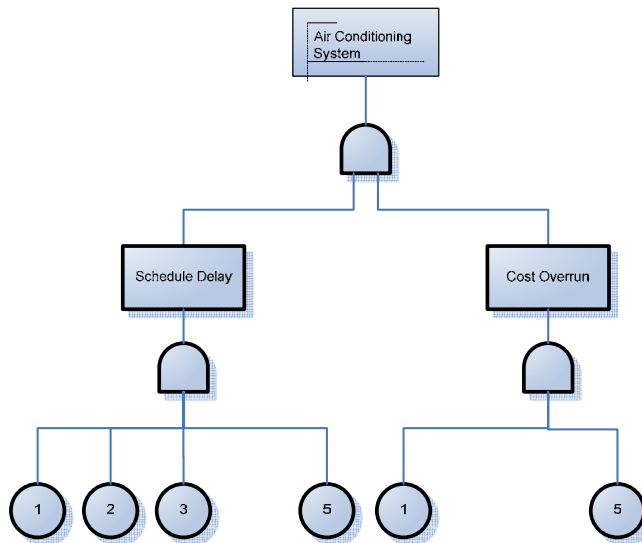 Air Conditioning
System
Schedule Delay
Cost Overrun
1
2
3
5
1
5